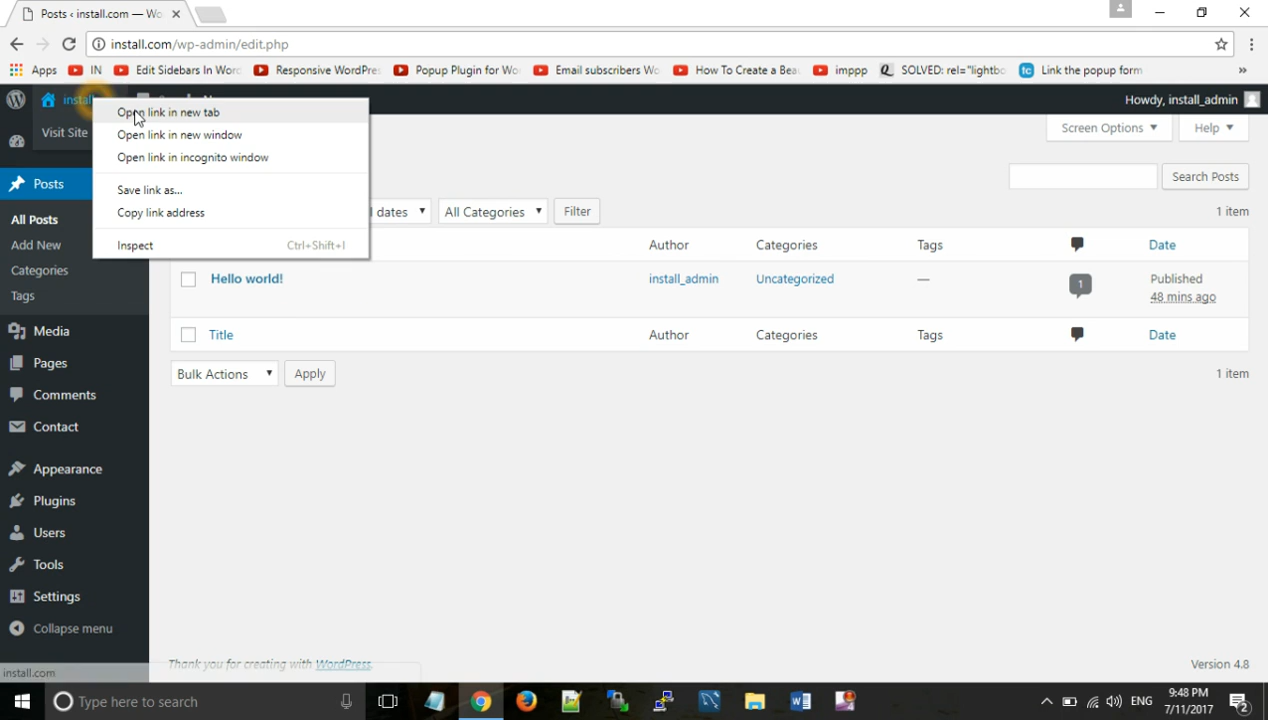 Posts ‹ install.com — Wo
install.com/wp-admin/edit.php
Apps
IN
Edit Sidebars In Word
Responsive WordPres
Popup Plugin for Wo
Email subscribers Wo
How To Create a Bea
imppp
SOLVED: rel="lightbo
Link the popup form
»
install
Howdy, install_admin
Visit Site
Open link in new tab
Open link in new window
Open link in incognito window
Save link as...
Copy link address
Inspect
Ctrl+Shift+I
Screen Options
Help
Search Posts
Posts
All Posts
Add New
Categories
Tags
Media
Pages
Comments
Contact
Appearance
Plugins
Users
Tools
Settings
Collapse menu
dates
All Categories
Filter
1 item
Author
Categories
Tags
Date
Hello world!
install_admin
Uncategorized
—
1
Published
48 mins ago
Title
Author
Categories
Tags
Date
Bulk Actions
Apply
1 item
Thank you for creating with WordPress.
Version 4.8
install.com
Type here to search
ENG
9:48 PM
7/11/2017
2